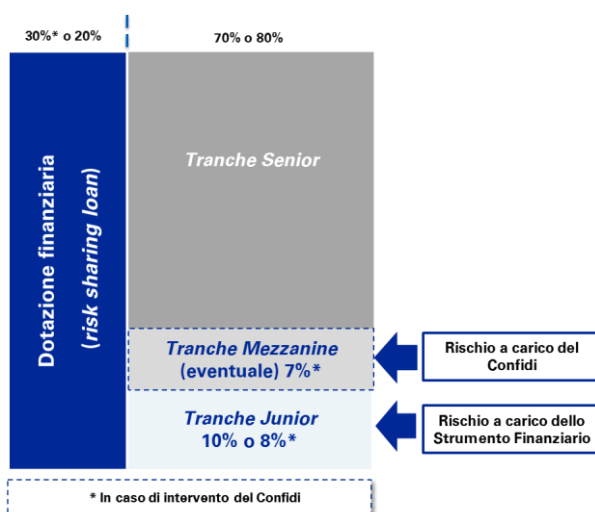 30%* o 20%
70% o 80%
Dotazione finanziaria
(risk sharing loan)
Tranche Senior
Tranche Mezzanine
(eventuale) 7%*
Rischio a carico del
Confidi
Tranche Junior
10% o 8%*
Rischio a carico dello
Strumento Finanziario
* In caso di intervento del Confidi